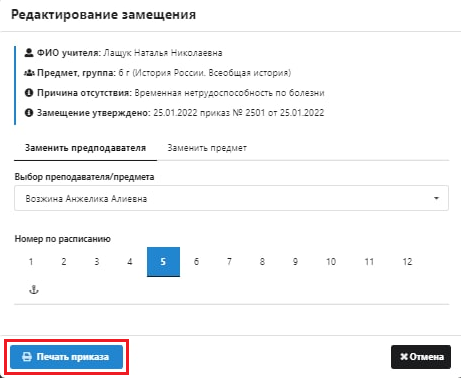 Редактирование замещения
ФИО учителя: Лащук Наталья Николаевна
Предмет, группа: 6 г (История России. Всеобщая история)
Причина отсутствия: Временная нетрудоспособность по болезни
Замещение утверждено: 25.01.2022 приказ № 2501 от 25.01.2022
Заменить предподавателя Заменить предмет
Выбор преподавателя/предмета
Возжина Анжелика Алиевна
Номер по расписанию
1 2 3 4 5 6 7 8 9 10 11 12
Печать приказа Отмена